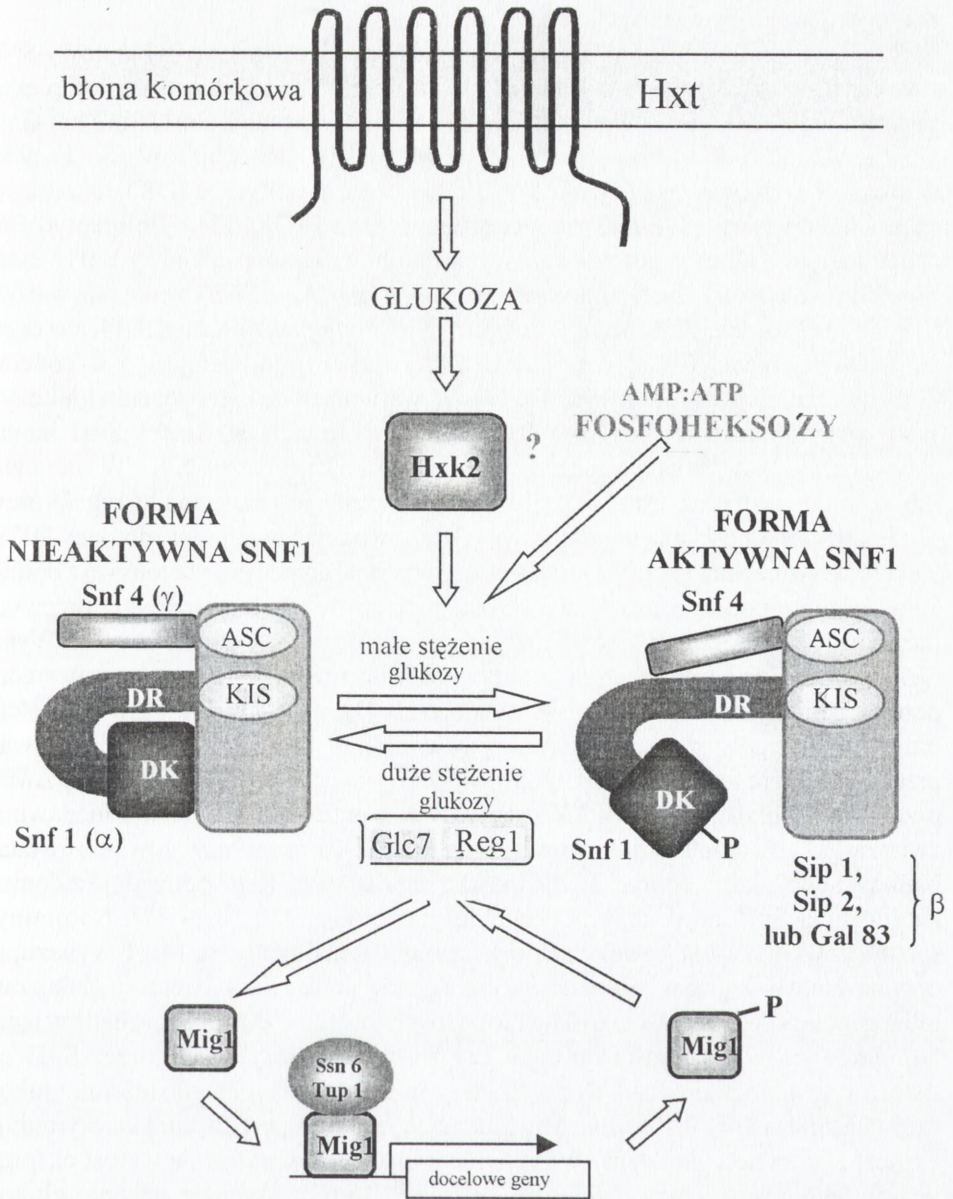 błona komórkowa
Hxt
GLUKOZA
AMP:ATP
FOSFOHEKSOZY
Hxk2
?
FORMA
NIEAKTYWNA SNF1
FORMA
AKTYWNA SNF1
Snf 4 (γ)
ASC
DR
KIS
DK
Snf 1 (α)
małe stężenie
glukozy
duże stężenie
glukozy
Glc7
Reg1
Snf 4
ASC
DR
KIS
DK
P
Snf 1
Sip 1,
Sip 2,
lub Gal 83
β
Mig1
Ssn 6
Tup 1
Mig1
docelowe geny
Mig1
P